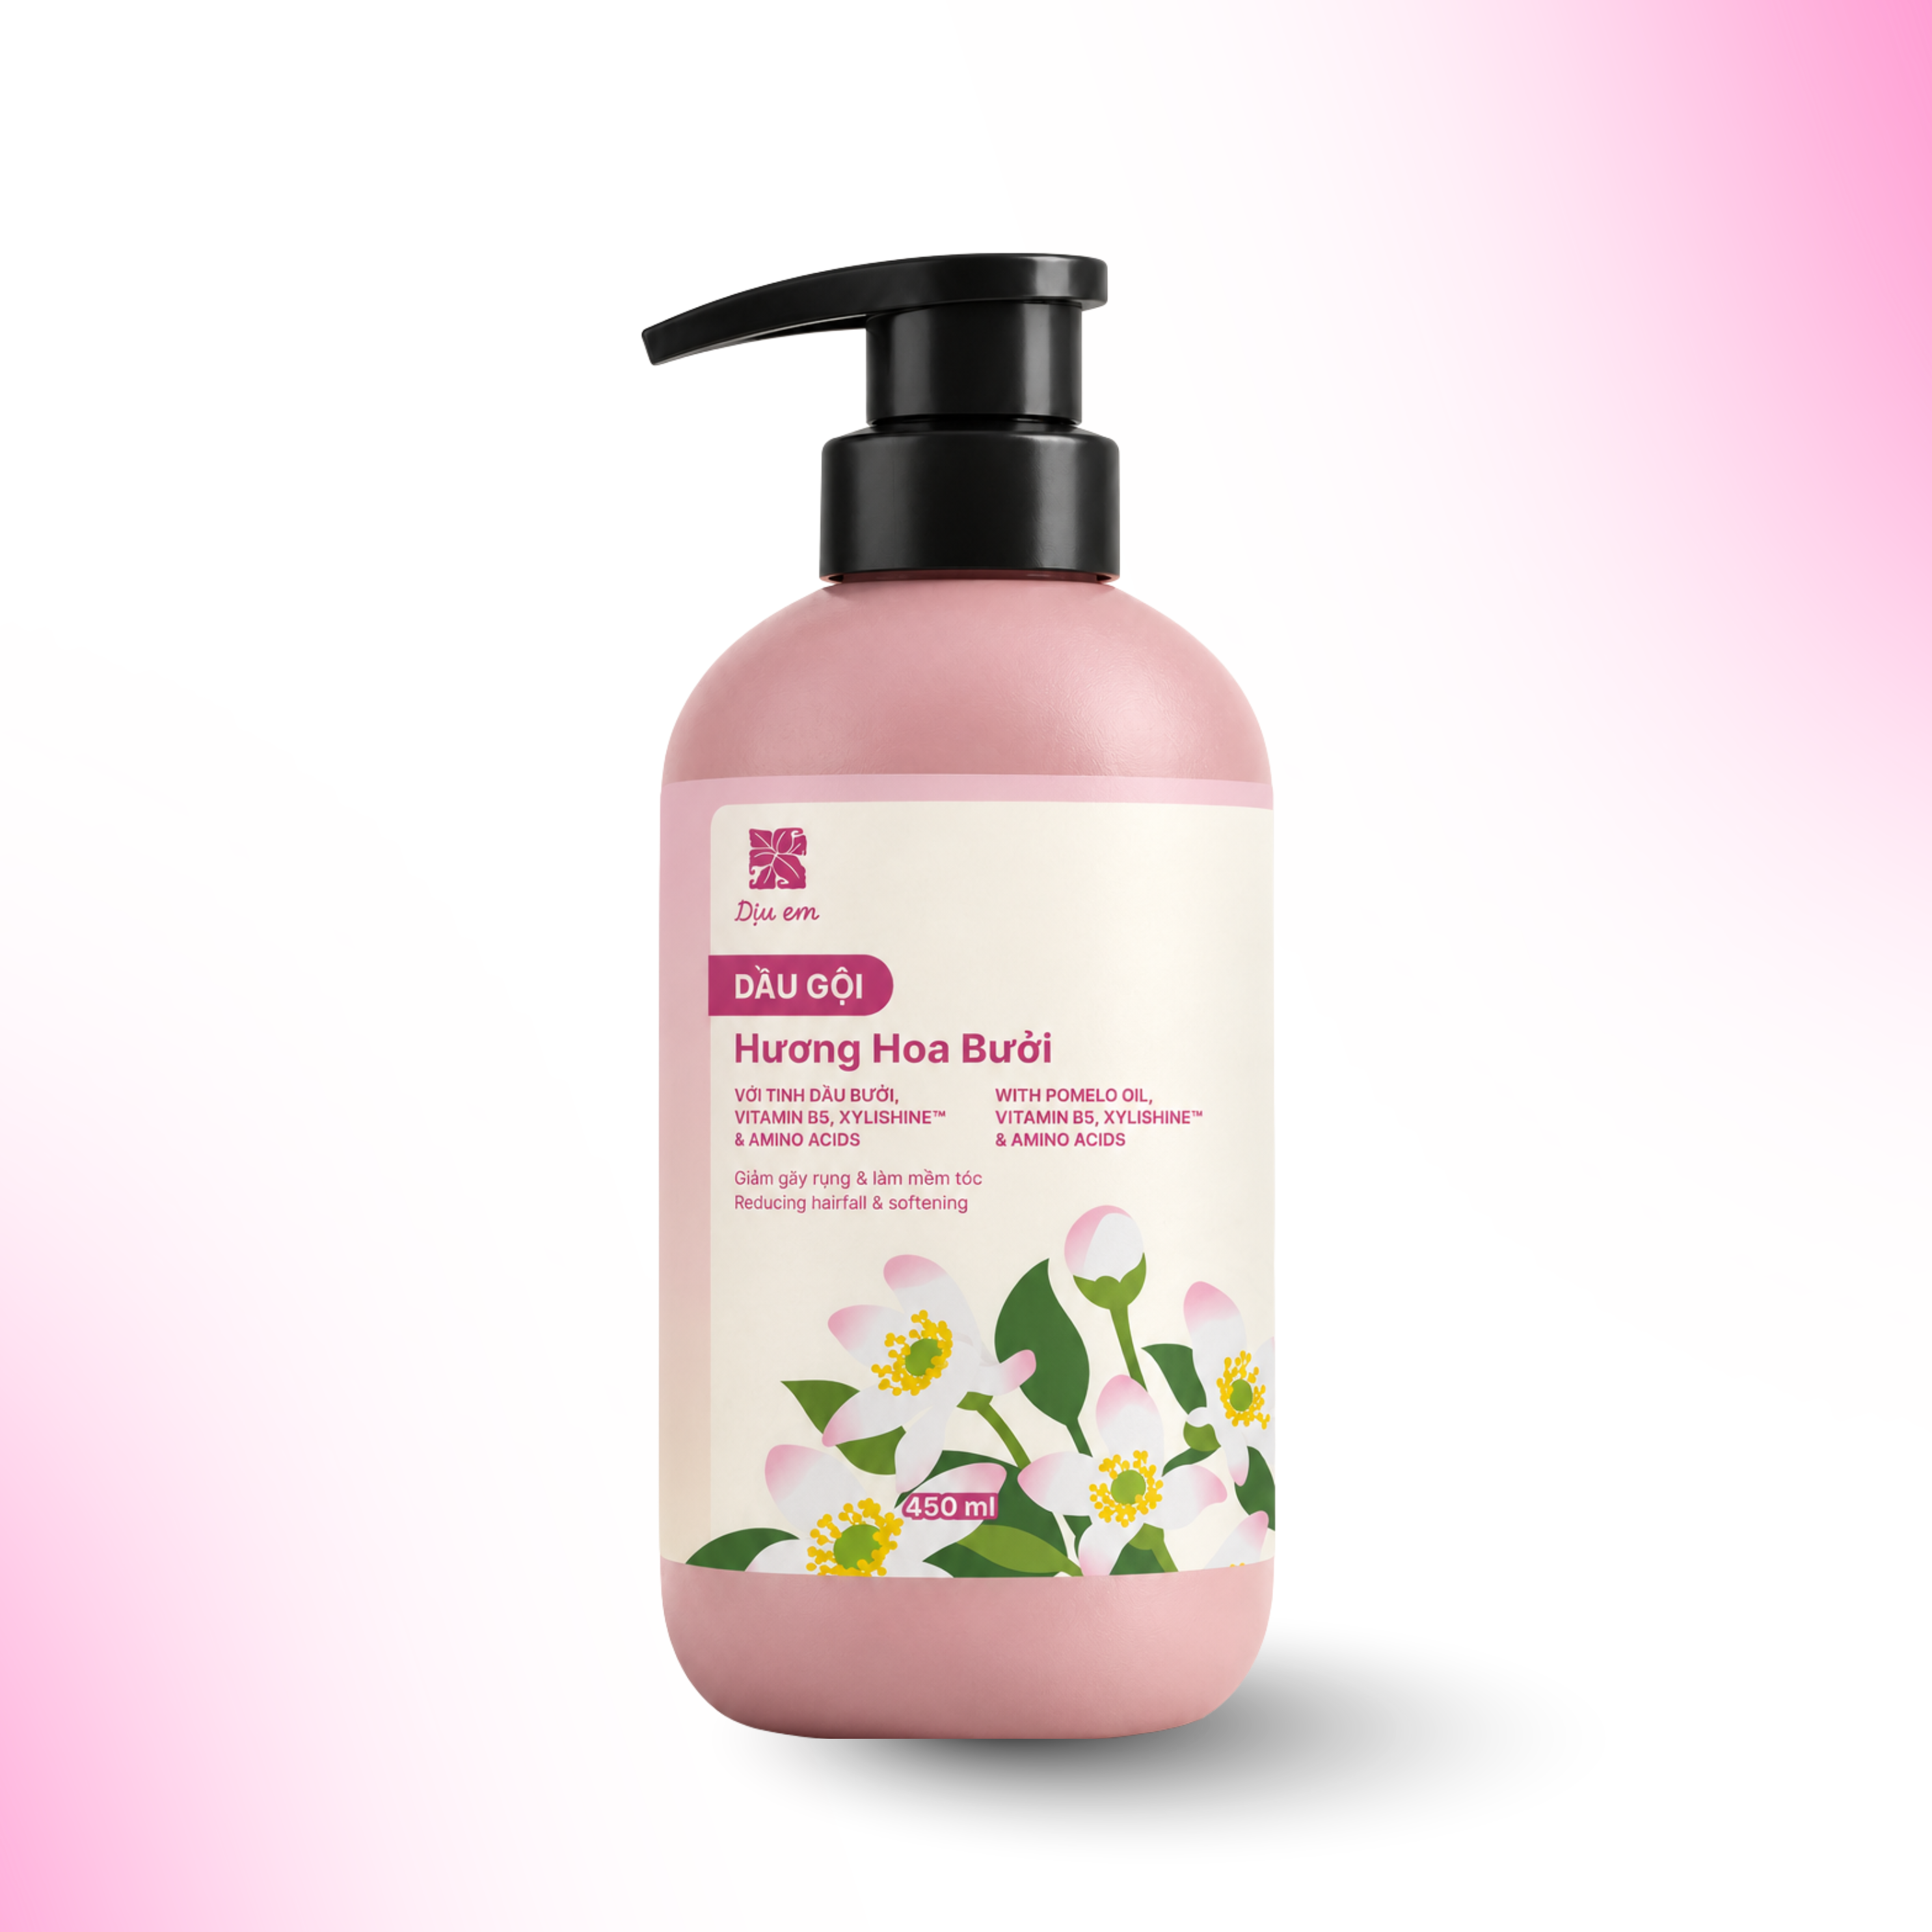 Dịu em
DẦU GỘI
Hương Hoa Bưởi
VỚI TINH DẦU BƯỞI,
VITAMIN B5, XYLISHINE™
& AMINO ACIDS
WITH POMELO OIL,
VITAMIN B5, XYLISHINE™
& AMINO ACIDS
Giảm gãy rụng & làm mềm tóc
Reducing hairfall & softening
450 ml